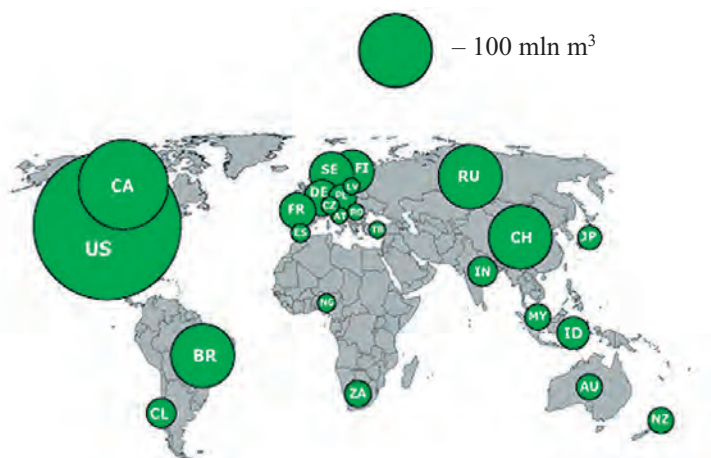 – 100 mln m³
CA
US
SE
FI
DE
PL
LV
CZ
FR
AT
RO
ES
TR
RU
CH
JP
IN
NG
MY
ID
BR
CL
ZA
AU
NZ